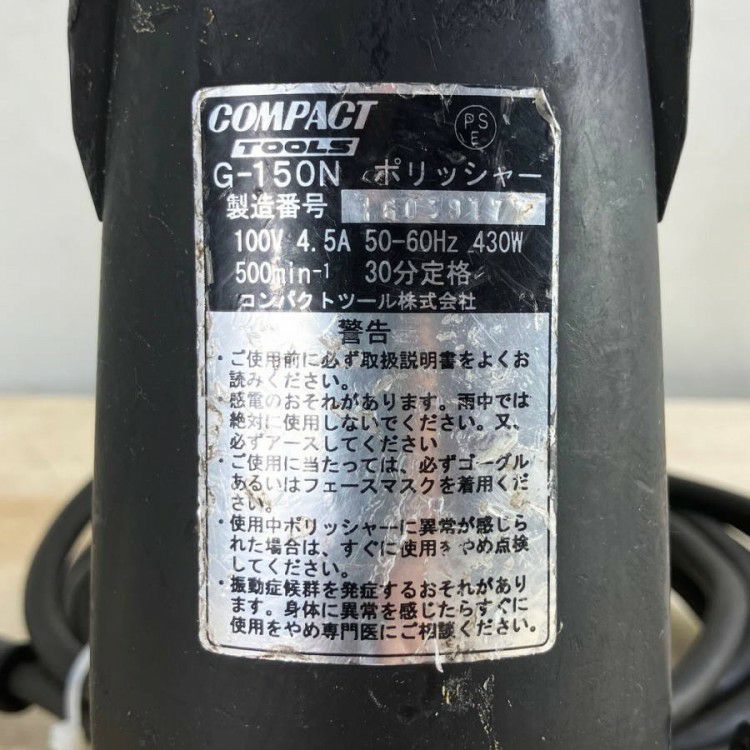 COMPACT
TOOLS
PS
E
G-150N ポリッシャー
製造番号
100V 4.5A 50-60Hz 430W
500min-1 30分定格
コンパクトツール株式会社
警告
・ご使用前に必ず取扱説明書をよくお
読みください。
・感電のおそれがあります。雨中では
絶対に使用しないでください。又、
必ずアースしてください
・ご使用に当たっては、必ずゴーグル
あるいはフェースマスクを着用くだ
さい。
・使用中ポリッシャーに異常が感じら
れた場合は、すぐに使用をやめ点検
してください。
・振動症候群を発症するおそれがあり
ます。身体に異常を感じたらすぐに
使用をやめ専門医にご相談ください。